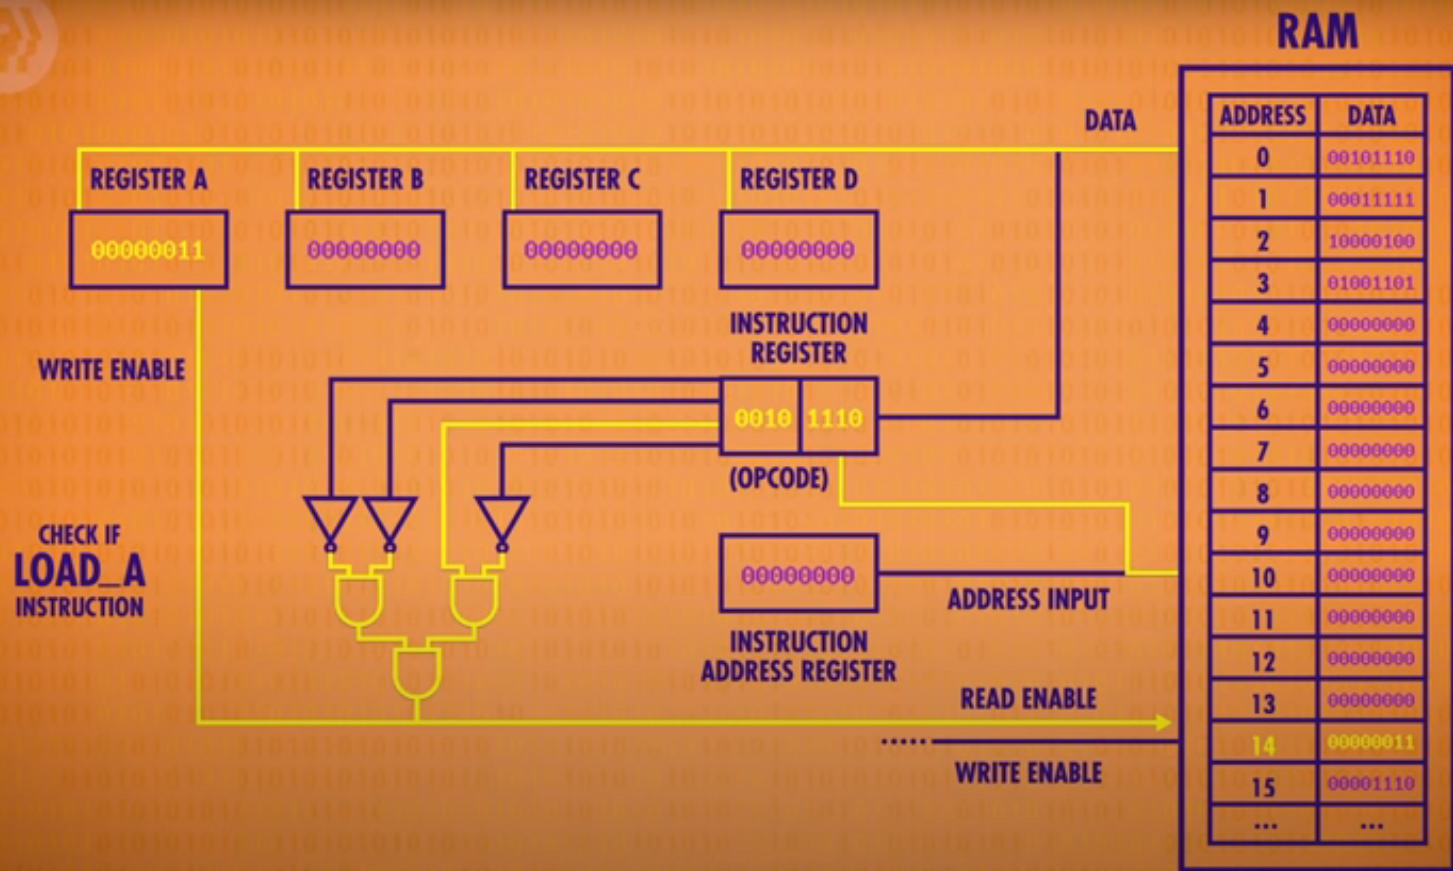 RAM
DATA
ADDRESS DATA
0 00101110
1 00011111
2 10000100
3 01001101
4 00000000
5 00000000
6 00000000
7 00000000
8 00000000
9 00000000
10 00000000
11 00000000
12 00000000
13 00000000
14 00000011
15 00001110
... ...
REGISTER A
00000011
REGISTER B
00000000
REGISTER C
00000000
REGISTER D
00000000
WRITE ENABLE
INSTRUCTION
REGISTER
0010 1110
(OPCODE)
CHECK IF
LOAD_A
INSTRUCTION
00000000
ADDRESS INPUT
INSTRUCTION
ADDRESS REGISTER
READ ENABLE
WRITE ENABLE